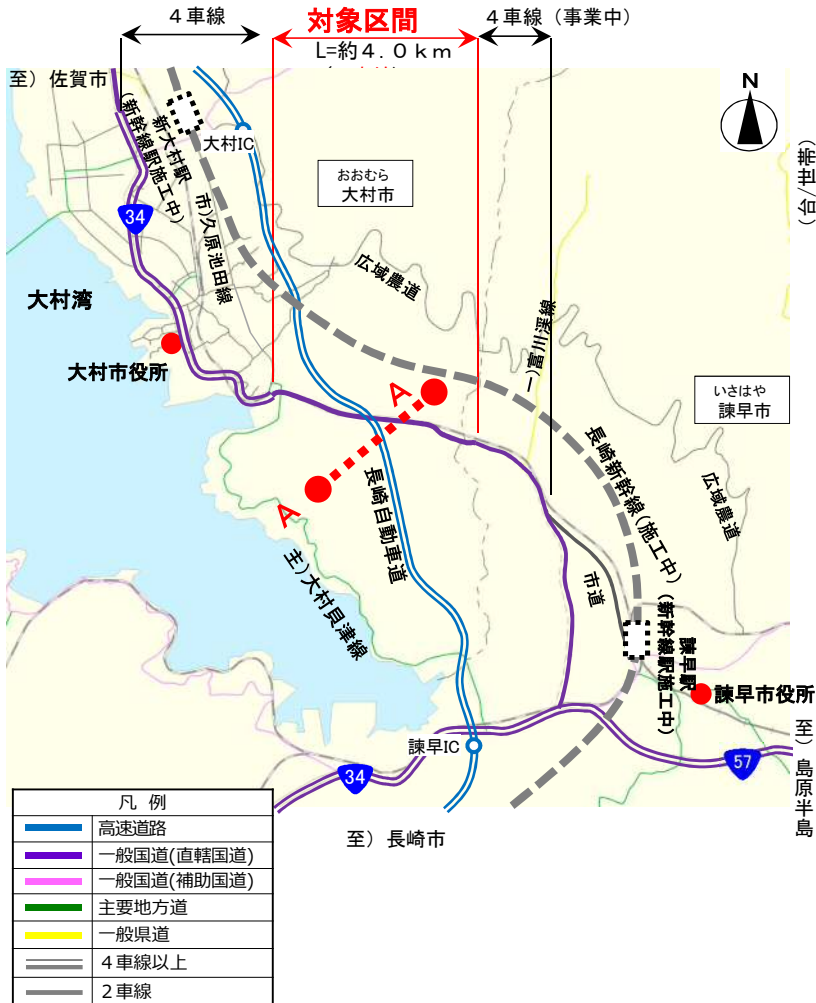 ４車線
対象区間
４車線（事業中）
L=約４.０ｋｍ
至）佐賀市
N
(台/世帯)
新大村駅
(新幹線駅施工中)
大村IC
おおむら
大村市
34
市)久原池田線
広域農道
大村湾
一)富川渓線
大村市役所
A
いさはや
諫早市
長崎新幹線(施工中)
広域農道
A
長崎自動車道
主)大村貝津線
市道
諫早駅
(新幹線駅施工中)
諫早市役所
至）島原半島
諫早IC
34
57
至）長崎市
凡 例
高速道路
一般国道(直轄国道)
一般国道(補助国道)
主要地方道
一般県道
４車線以上
２車線